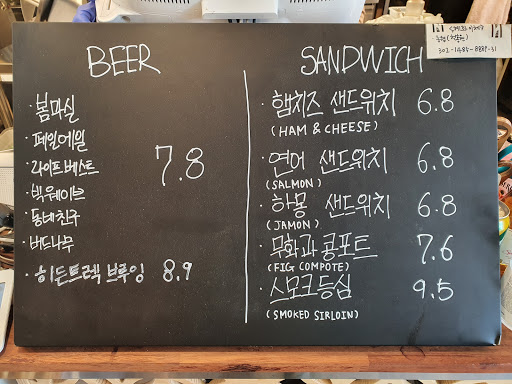 BEER
· 봄마실
· 페일에일
· 라이프 베스트
· 빅웨이브
· 동네친구
· 버드나무
7.8
· 히든트랙 브루잉 8.9
SANDWICH
· 햄치즈 샌드위치 6.8
(HAM & CHEESE)
· 연어 샌드위치 6.8
(SALMON)
· 하몽 샌드위치 6.8
(JAMON)
· 무화과 콩포트 7.6
(FIG COMPOTE)
· 스모크등심 9.5
(SMOKED SIRLOIN)